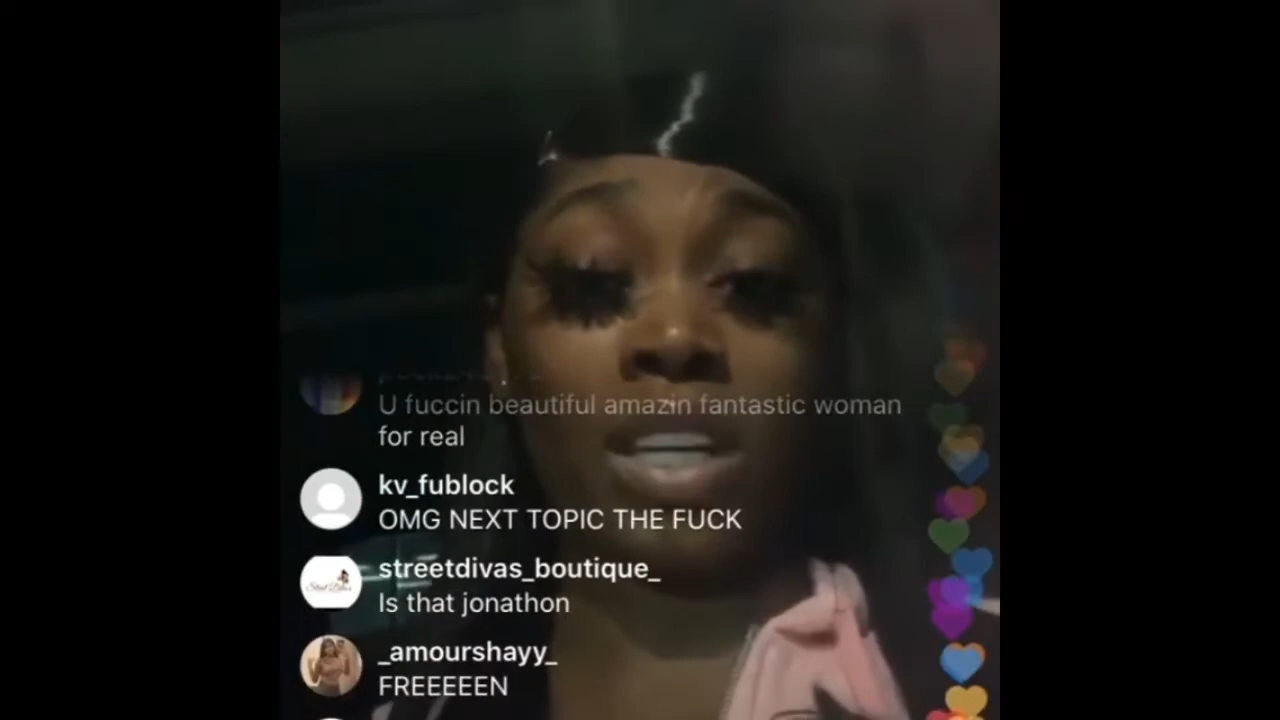 U fuccin beautiful amazin fantastic woman
for real
kv_fublock
OMG NEXT TOPIC THE FUCK
streetdivas_boutique_
Is that jonathon
_amourshayy_
FREEEEEN